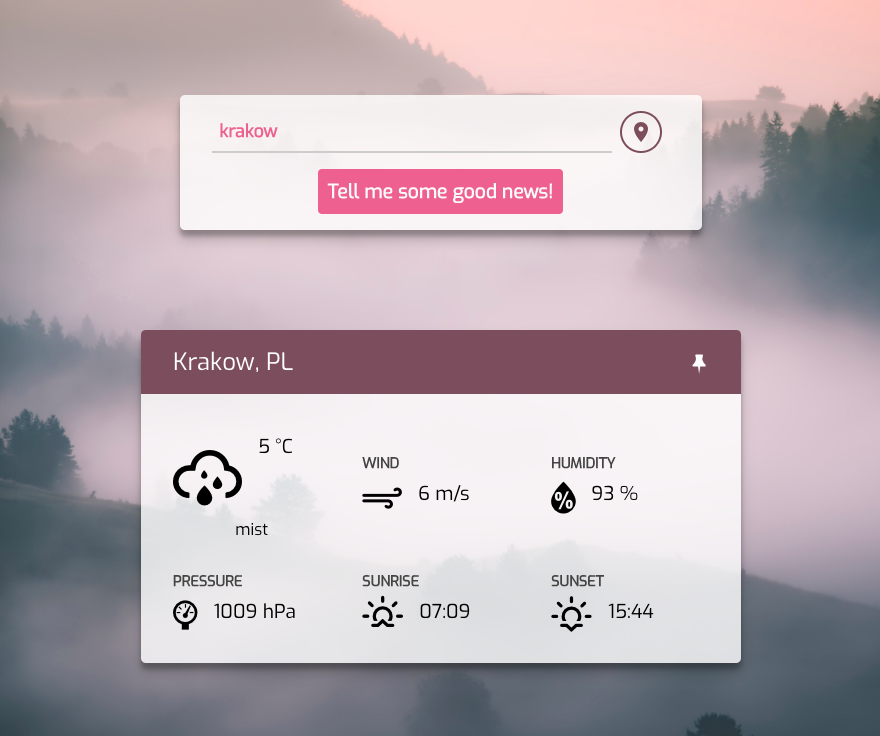 krakow
Tell me some good news!
Krakow, PL
5 °C
mist
WIND
6 m/s
HUMIDITY
%
93 %
PRESSURE
1009 hPa
SUNRISE
07:09
SUNSET
15:44